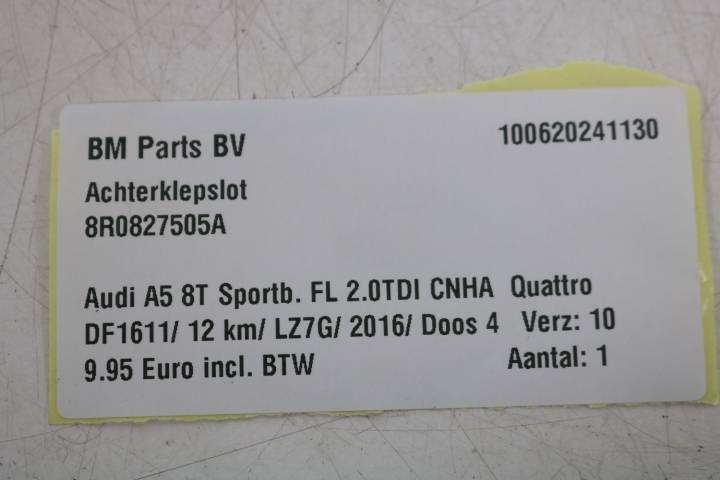 BM Parts BV 100620241130
Achterklepslot
8R0827505A
Audi A5 8T Sportb. FL 2.0TDI CNHA Quattro
DF1611/ 12 km/ LZ7G/ 2016/ Doos 4 Verz: 10
9.95 Euro incl. BTW Aantal: 1